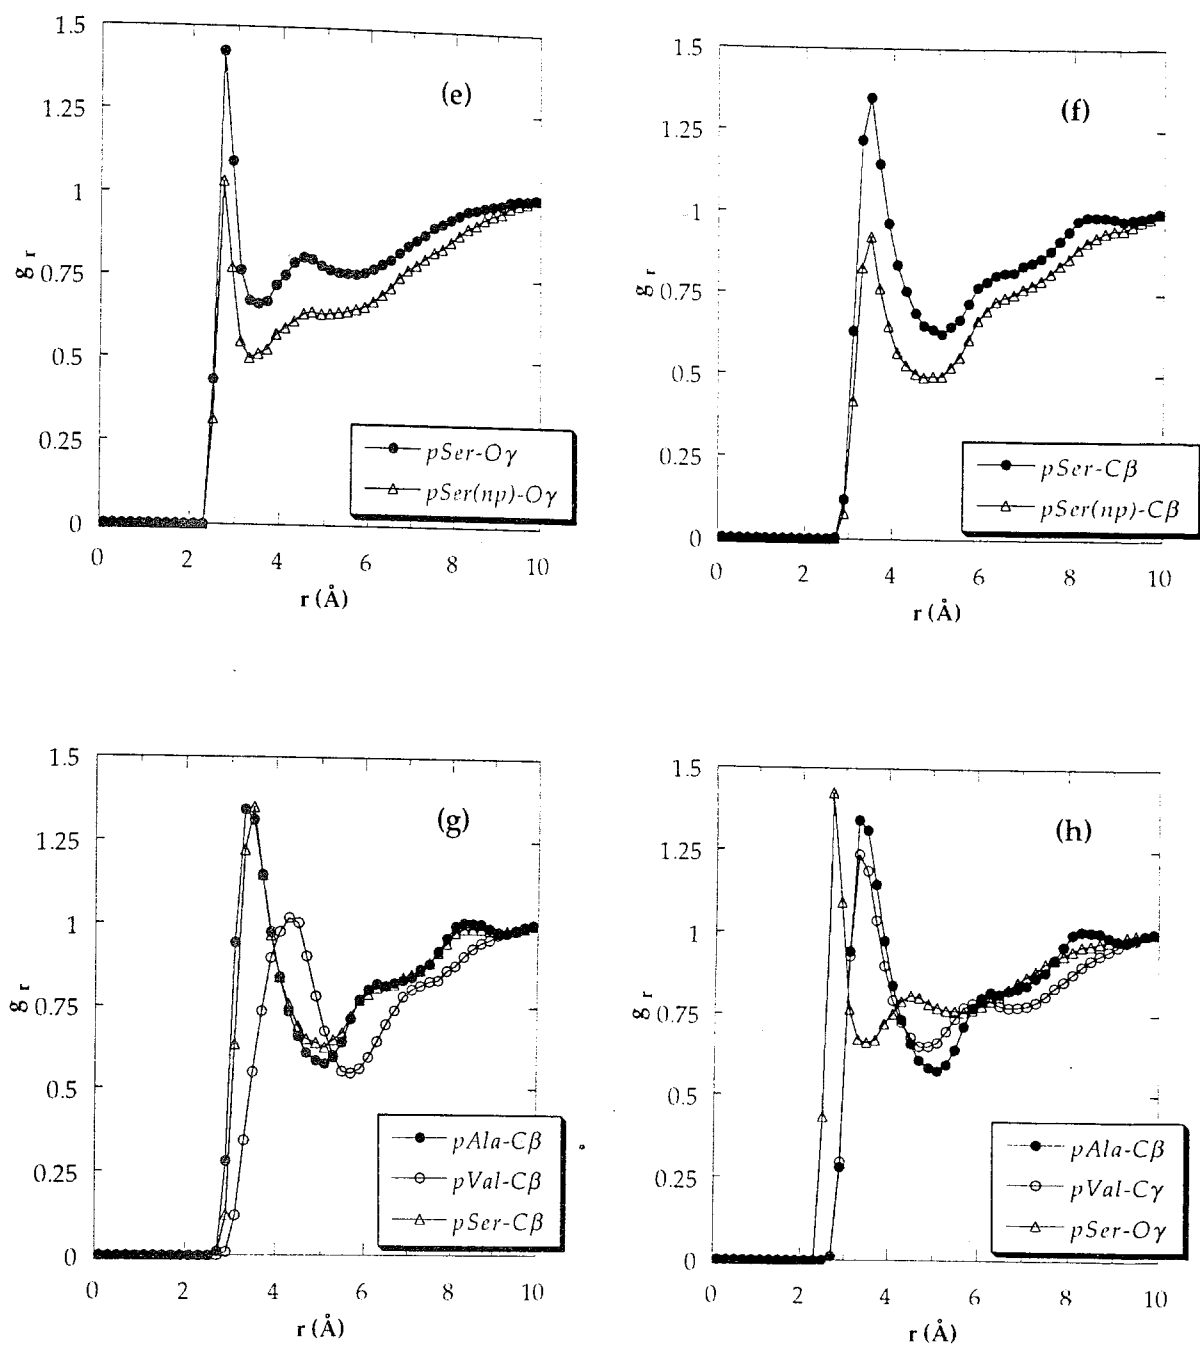 1.5
1.25
1
0.75
0.5
0.25
0
0 2 4 6 8 10
g r
r (Å)
(e)
pSer-Oγ
pSer(np)-Oγ
1.5
1.25
1
0.75
0.5
0.25
0
0 2 4 6 8 10
g r
r (Å)
(f)
pSer-Cβ
pSer(np)-Cβ
1.5
1.25
1
0.75
0.5
0.25
0
0 2 4 6 8 10
g r
r (Å)
(g)
pAla-Cβ
pVal-Cβ
pSer-Cβ
1.5
1.25
1
0.75
0.5
0.25
0
0 2 4 6 8 10
g r
r (Å)
(h)
pAla-Cβ
pVal-Cγ
pSer-Oγ